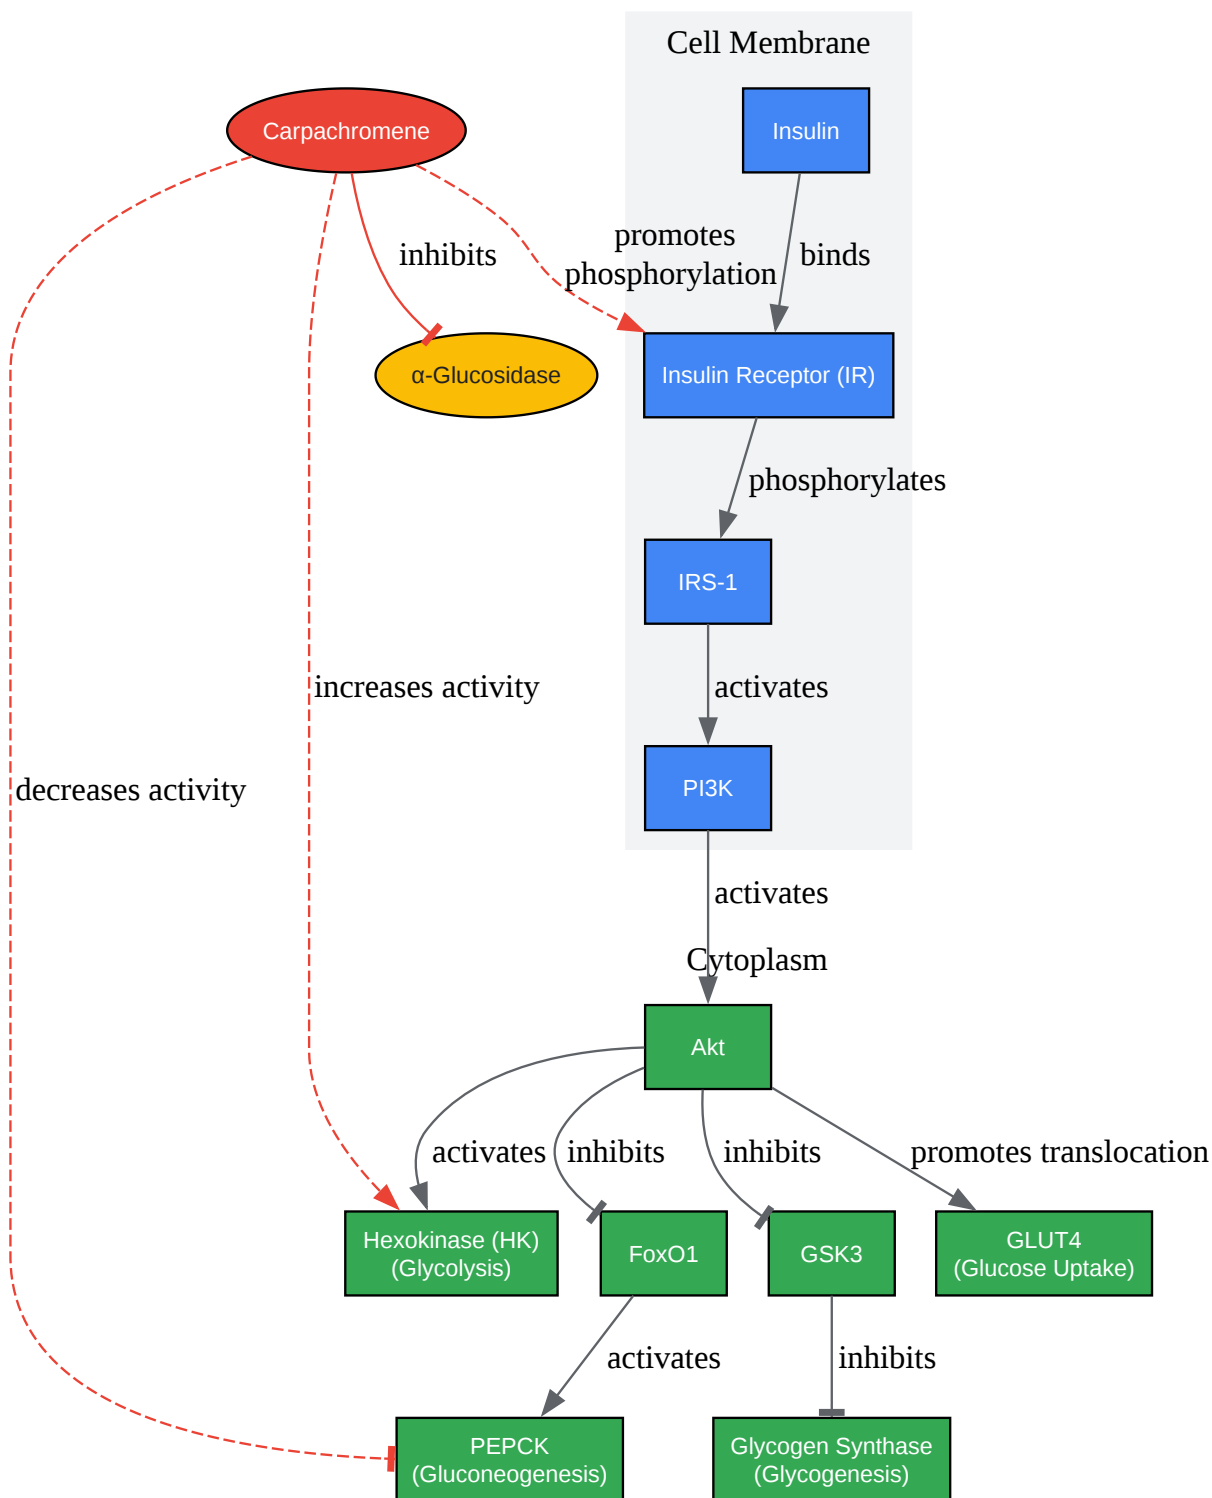 Cell Membrane
Carpachromene
Insulin
inhibits
promotes
phosphorylation
binds
α-Glucosidase
Insulin Receptor (IR)
phosphorylates
IRS-1
increases activity
activates
decreases activity
PI3K
activates
Cytoplasm
Akt
activates
inhibits
inhibits
promotes translocation
Hexokinase (HK)
(Glycolysis)
FoxO1
GSK3
GLUT4
(Glucose Uptake)
activates
inhibits
PEPCK
(Gluconeogenesis)
Glycogen Synthase
(Glycogenesis)